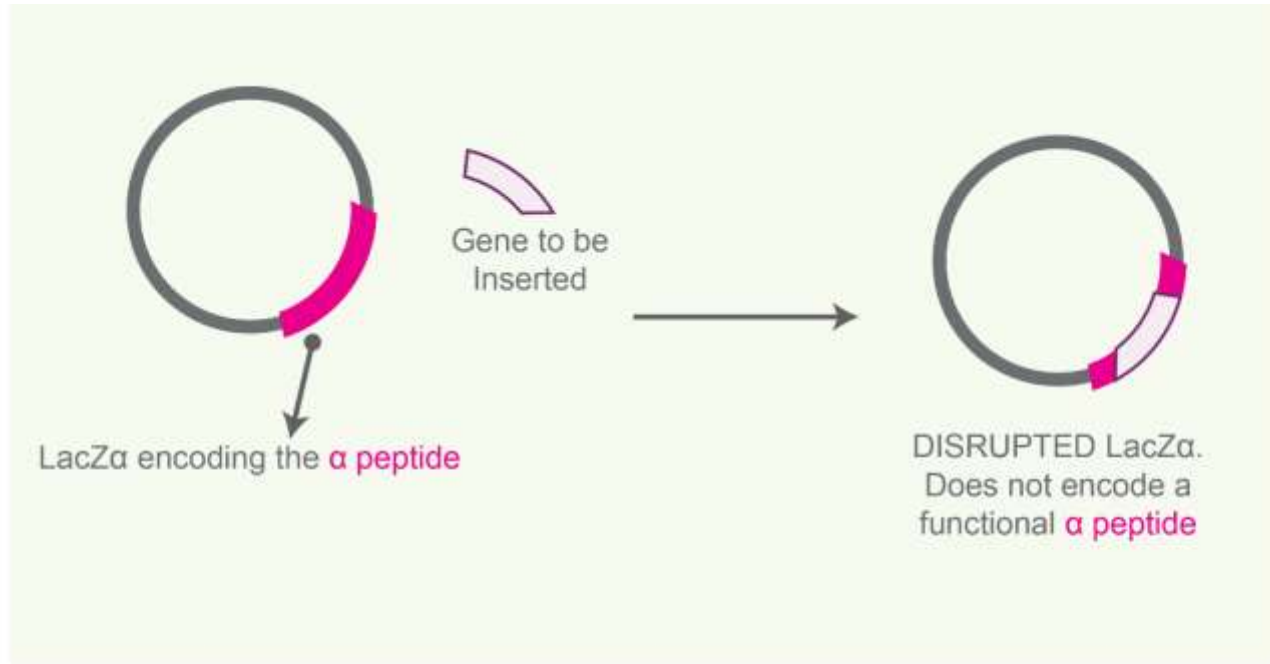 Gene to be
Inserted
LacZα encoding the α peptide
DISRUPTED LacZα.
Does not encode a
functional α peptide